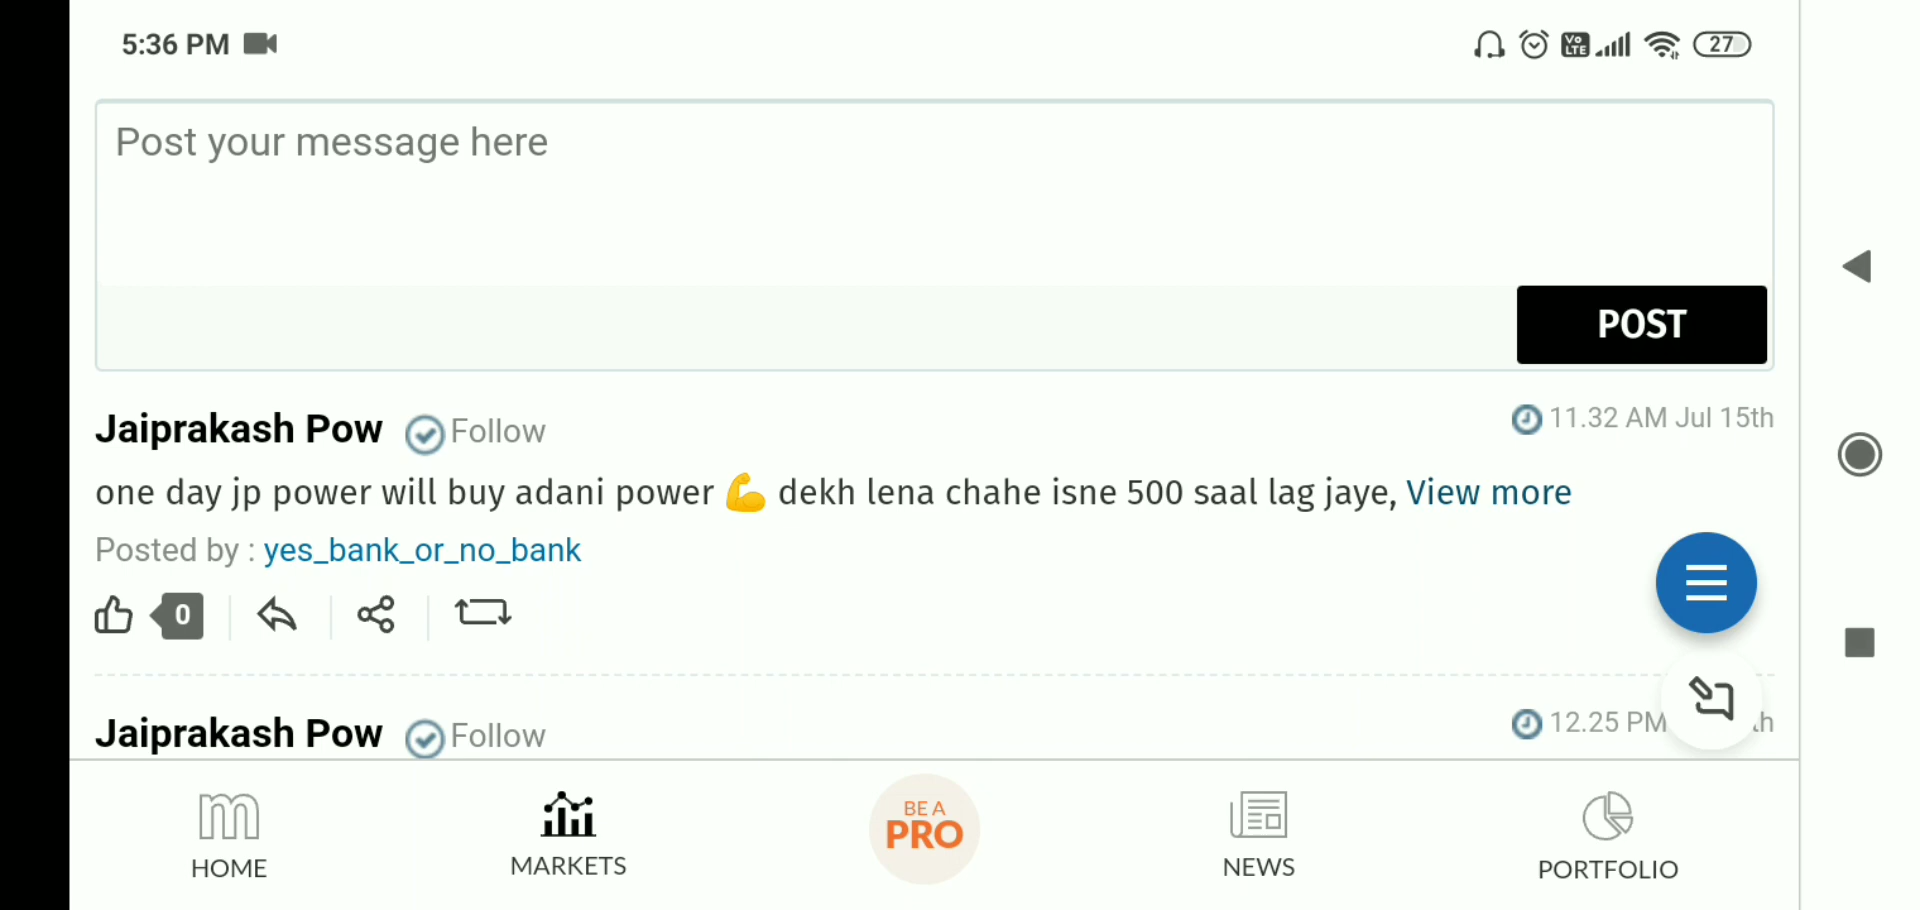 5:36 PM
Vo LTE
27
Post your message here
POST
Jaiprakash Pow Follow 11.32 AM Jul 15th
one day jp power will buy adani power 💪 dekh lena chahe isne 500 saal lag jaye, View more
Posted by : yes_bank_or_no_bank
0
Jaiprakash Pow Follow 12.25 PM
m
BE A
PRO
HOME MARKETS NEWS PORTFOLIO